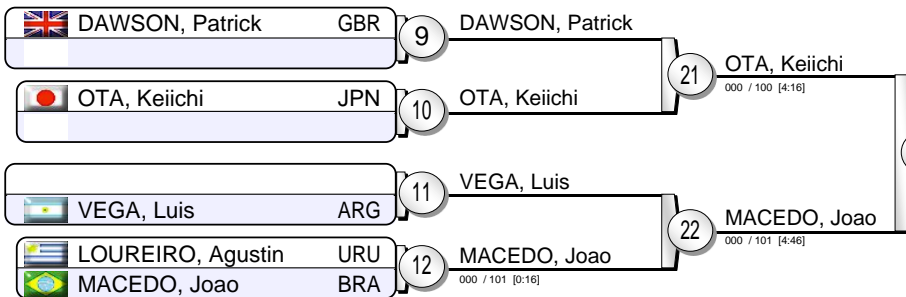 DAWSON, Patrick GBR
9
DAWSON, Patrick
OTA, Keiichi JPN
10
OTA, Keiichi
21
OTA, Keiichi
000 / 100 [4:16]
VEGA, Luis ARG
11
VEGA, Luis
LOUREIRO, Agustin URU
MACEDO, Joao BRA
12
MACEDO, Joao
000 / 101 [0:16]
22
MACEDO, Joao
000 / 101 [4:46]